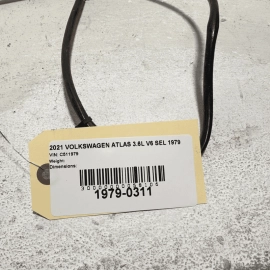 2021 VOLKSWAGEN ATLAS 3.6L V6 SEL 1979
VIN: C511979
Weight:
Dimensions:
1979-0311